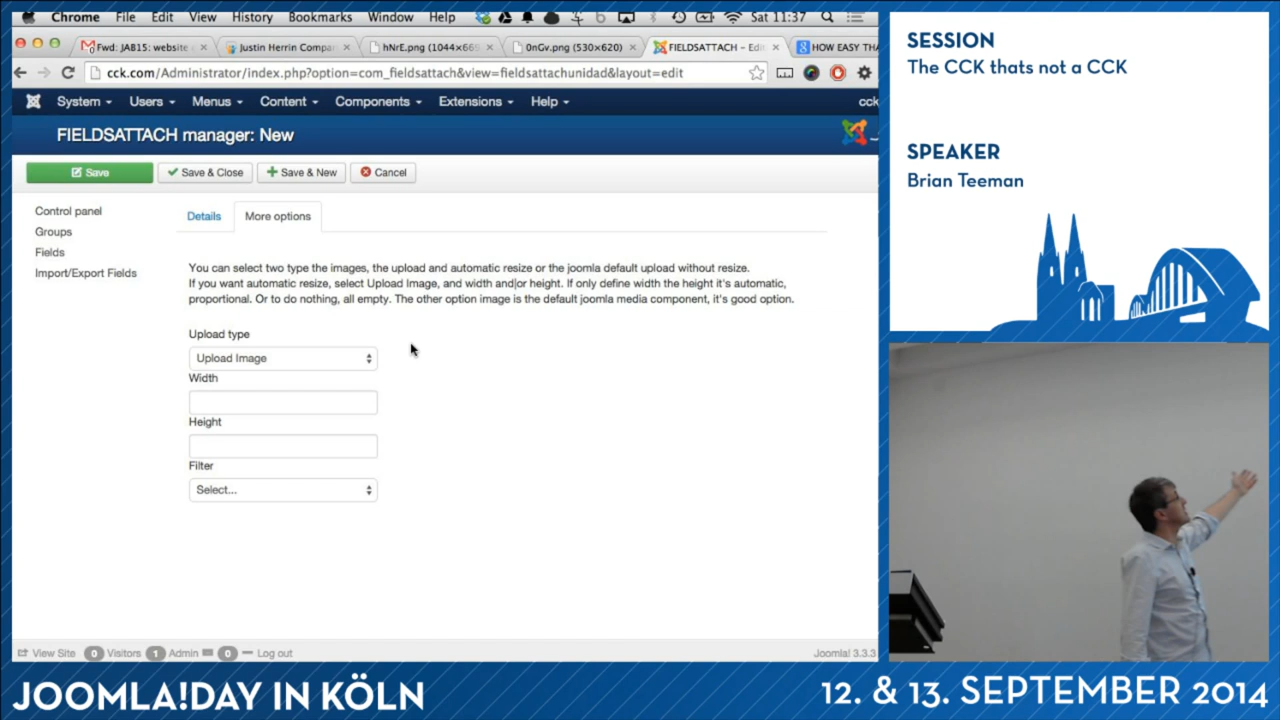 Chrome File Edit View History Bookmarks Window Help Sat 11:37
Fwd: JAB15: website
Justin Herrin Compa
hNrE.png (1044×66
0nGv.png (530×620)
FIELDSATTACH – Edi
HOW EASY THA
cck.com/Administrator/index.php?option=com_fieldsattach&view=fieldsattachunidad&layout=edit
System Users Menus Content Components Extensions Help cck
FIELDSATTACH manager: New
Save Save & Close Save & New Cancel
Control panel
Groups
Fields
Import/Export Fields
Details More options
You can select two type the images, the upload and automatic resize or the joomla default upload without resize.
If you want automatic resize, select Upload Image, and width and|or height. If only define width the height it's automatic,
proportional. Or to do nothing, all empty. The other option image is the default joomla media component, it's good option.
Upload type
Upload Image
Width
Height
Filter
Select...
View Site 0 Visitors 1 Admin 0 Log out Joomla! 3.3.3
SESSION
The CCK thats not a CCK
SPEAKER
Brian Teeman
JOOMLA!DAY IN KÖLN
12. & 13. SEPTEMBER 2014